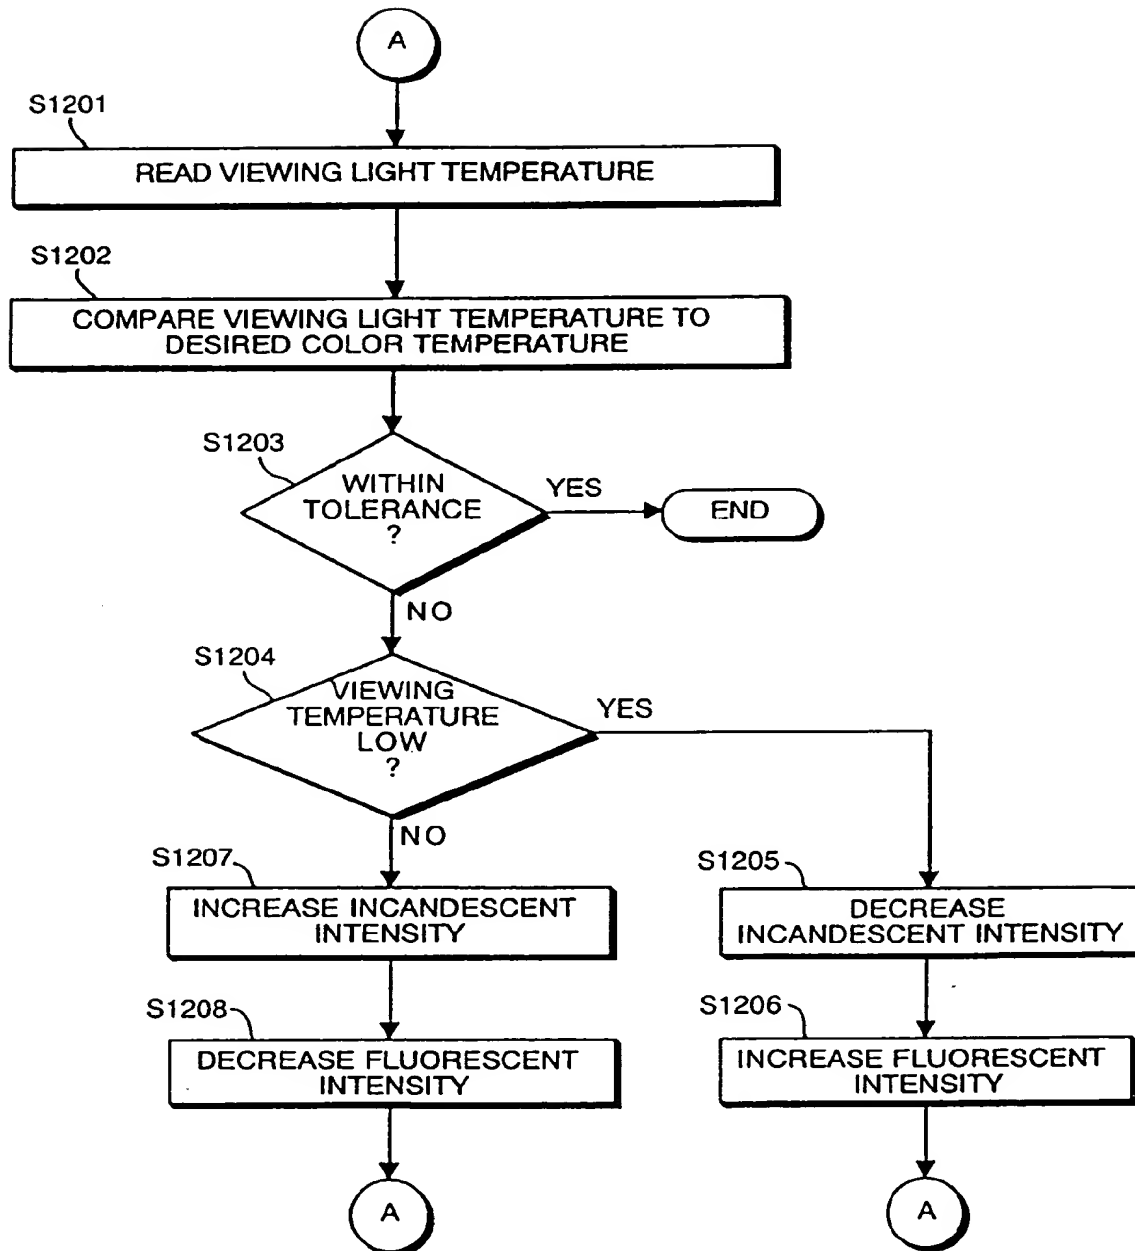 A
S1201
READ VIEWING LIGHT TEMPERATURE
S1202
COMPARE VIEWING LIGHT TEMPERATURE TO
DESIRED COLOR TEMPERATURE
S1203
WITHIN
TOLERANCE
?
YES
END
NO
S1204
VIEWING
TEMPERATURE
LOW
?
YES
NO
S1207
INCREASE INCANDESCENT
INTENSITY
S1205
DECREASE
INCANDESCENT INTENSITY
S1208
DECREASE FLUORESCENT
INTENSITY
S1206
INCREASE FLUORESCENT
INTENSITY
A
A